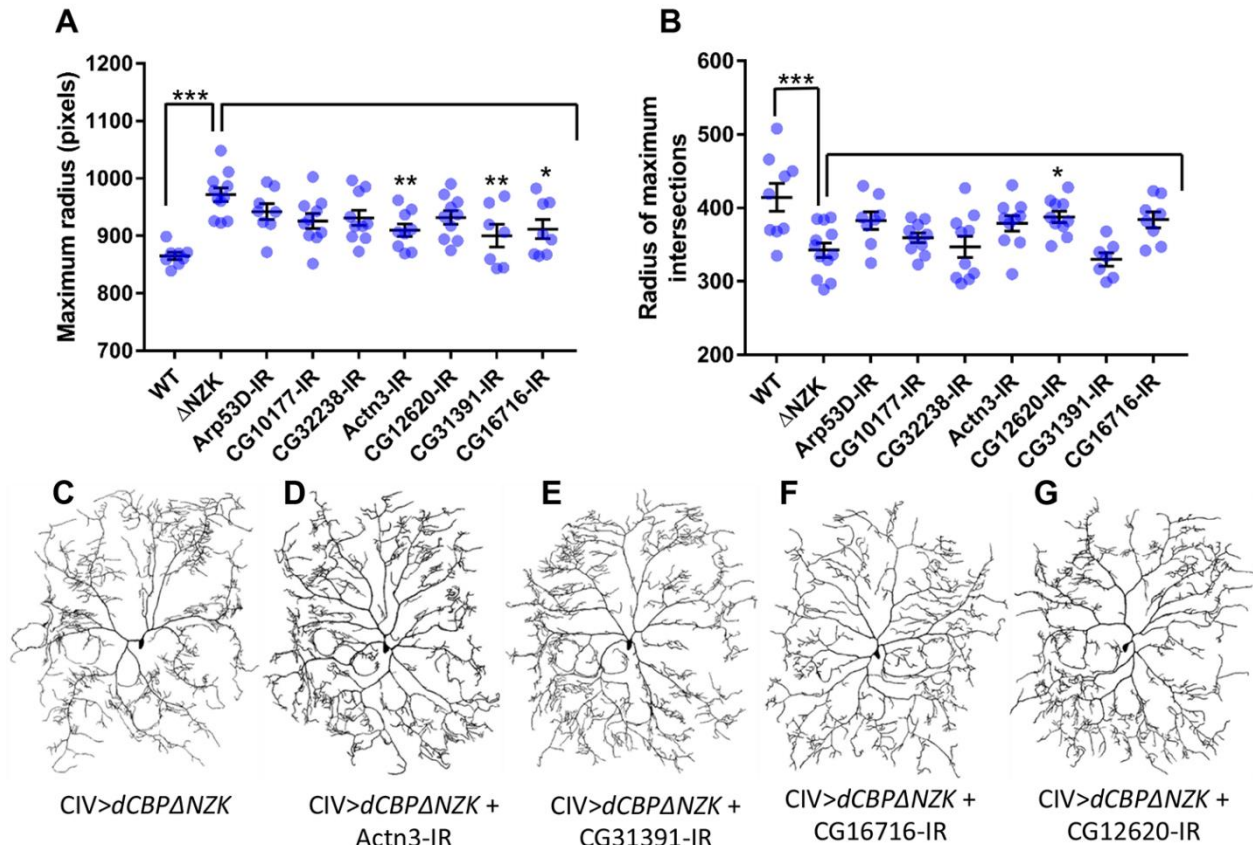 A
Maximum radius (pixels)
1200
1100
1000
900
800
700
***
** ** *
WT
ΔNZK
Arp53D-IR
CG10177-IR
CG32238-IR
Actn3-IR
CG12620-IR
CG31391-IR
CG16716-IR
B
Radius of maximum
intersections
600
500
400
300
200
***
*
WT
ΔNZK
Arp53D-IR
CG10177-IR
CG32238-IR
Actn3-IR
CG12620-IR
CG31391-IR
CG16716-IR
C
CIV>dCBPΔNZK
D
CIV>dCBPΔNZK +
Actn3-IR
E
CIV>dCBPΔNZK +
CG31391-IR
F
CIV>dCBPΔNZK +
CG16716-IR
G
CIV>dCBPΔNZK +
CG12620-IR